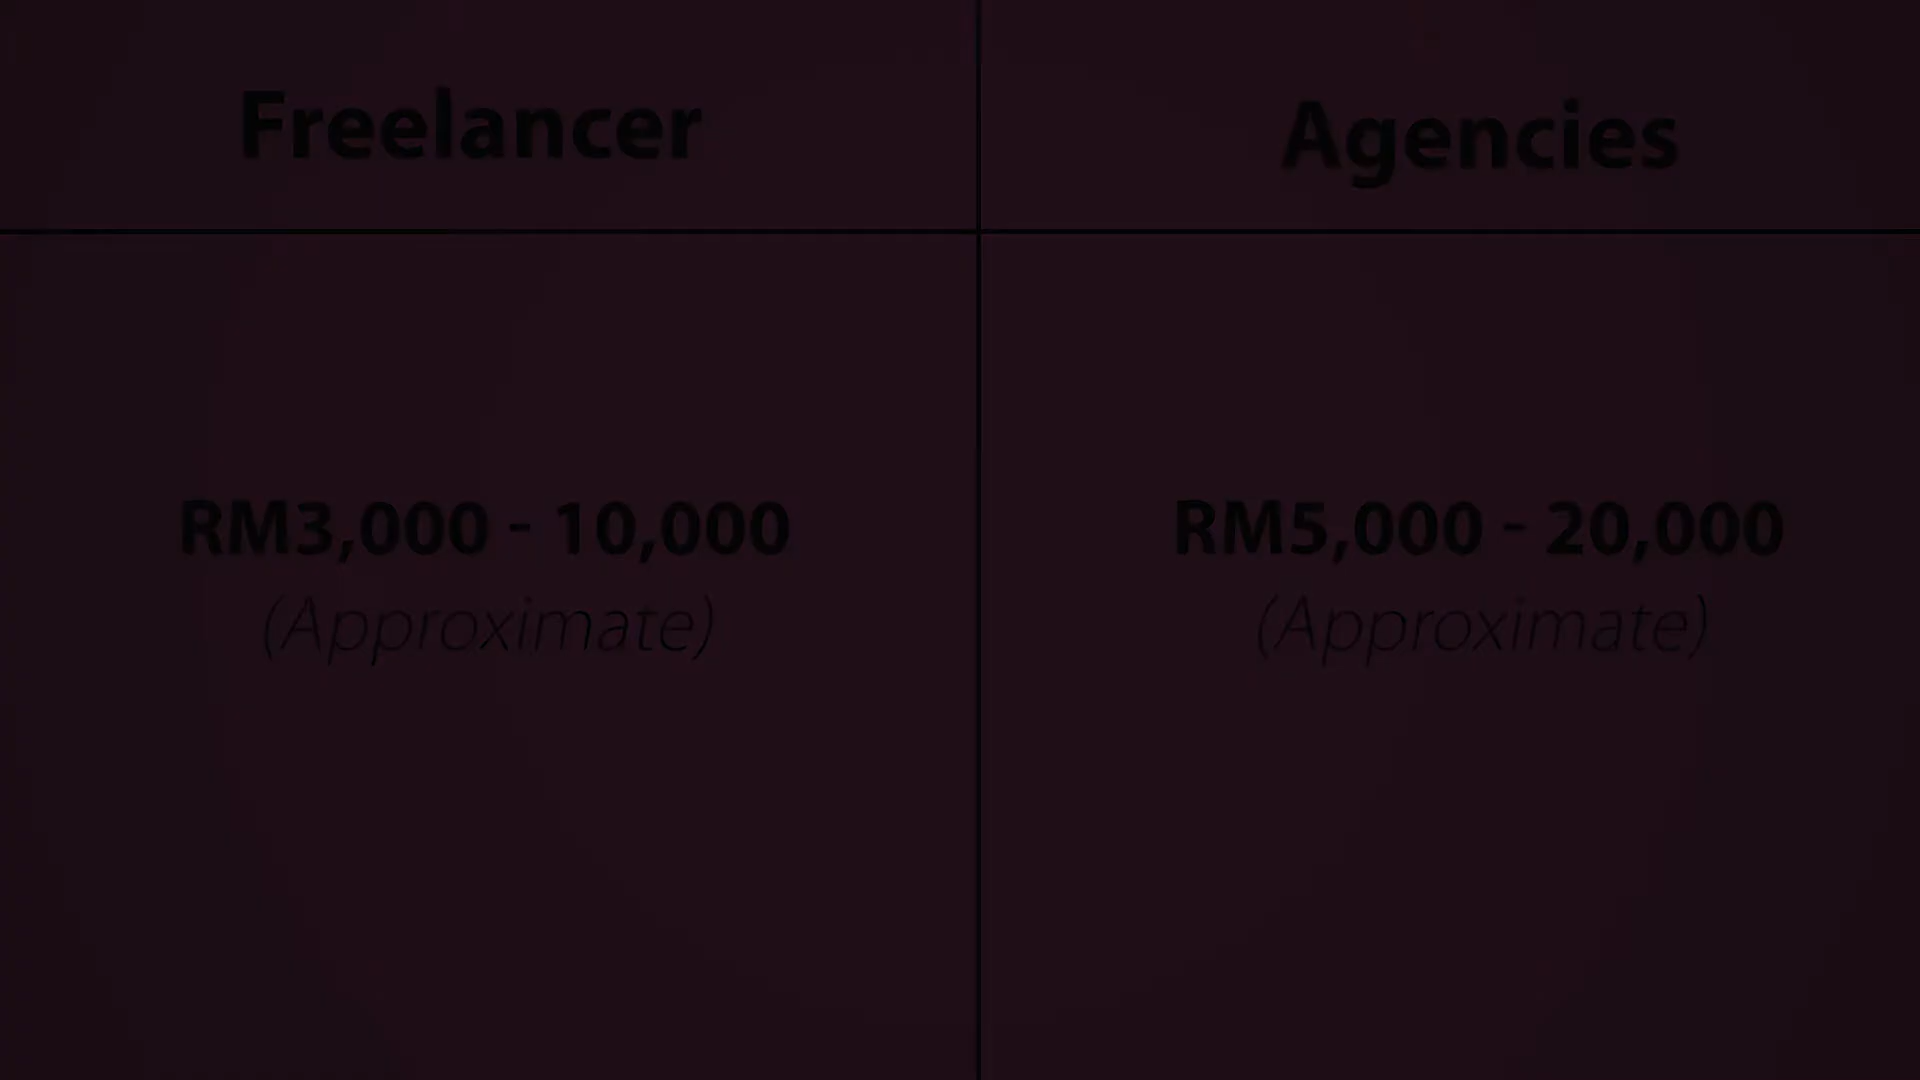 Freelancer
Agencies
RM3,000 - 10,000
(Approximate)
RM5,000 - 20,000
(Approximate)